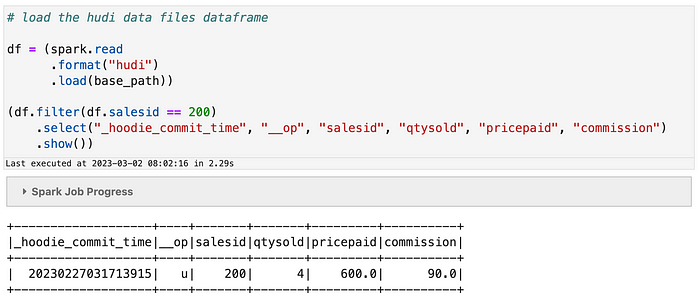 # load the hudi data files dataframe
df = (spark.read
.format("hudi")
.load(base_path))
(df.filter(df.salesid == 200)
.select("_hoodie_commit_time", "__op", "salesid", "qtysold", "pricepaid", "commission")
.show())
Last executed at 2023-03-02 08:02:16 in 2.29s
Spark Job Progress
+-------------------+----+-------+-------+---------+----------+
|_hoodie_commit_time|__op|salesid|qtysold|pricepaid|commission|
+-------------------+----+-------+-------+---------+----------+
|  20230227031713915|   u|    200|      4|    600.0|      90.0|
+-------------------+----+-------+-------+---------+----------+